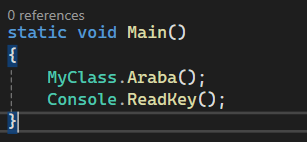 0 references
static void Main()
{
    MyClass.Araba();
    Console.ReadKey();
}